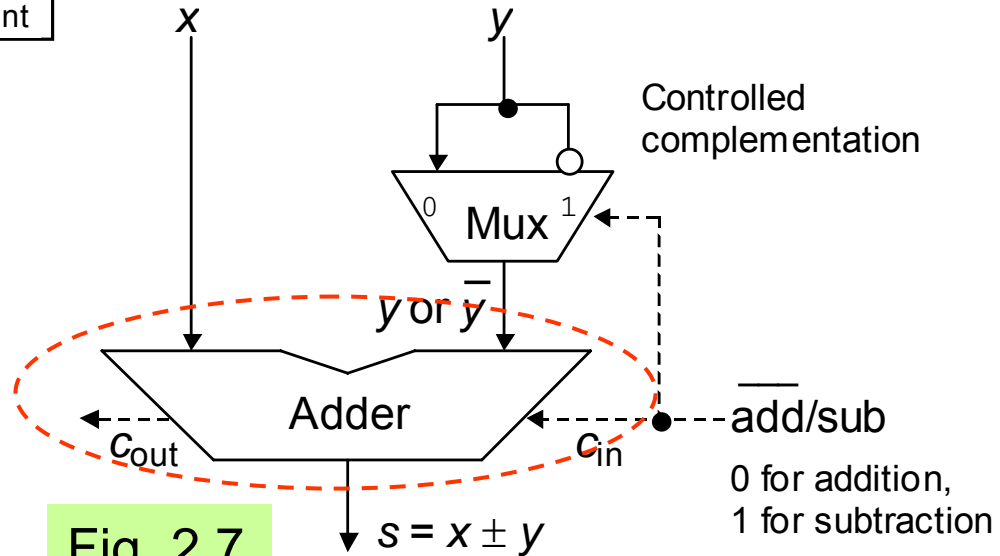 nt
x
y
Controlled
complementation
0 Mux 1
y or y̅
Adder
c_out
c_in
a̅d̅d̅/sub
0 for addition,
1 for subtraction
s = x ± y
Fig. 2.7